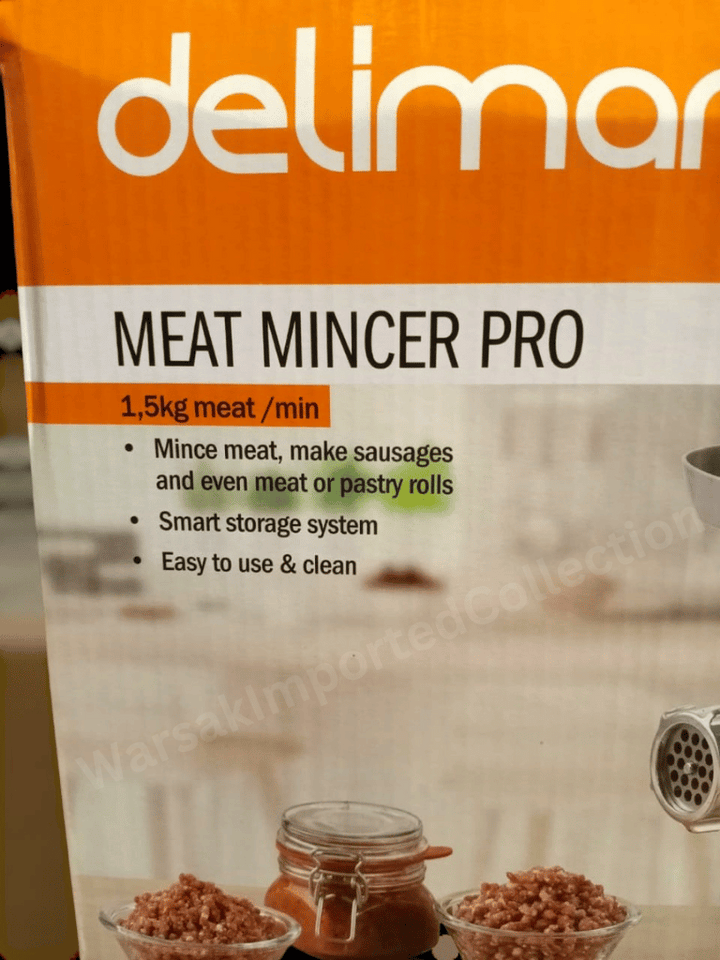 delimar
MEAT MINCER PRO
1,5kg meat /min
• Mince meat, make sausages
and even meat or pastry rolls
• Smart storage system
• Easy to use & clean
WarsakImportedCollection